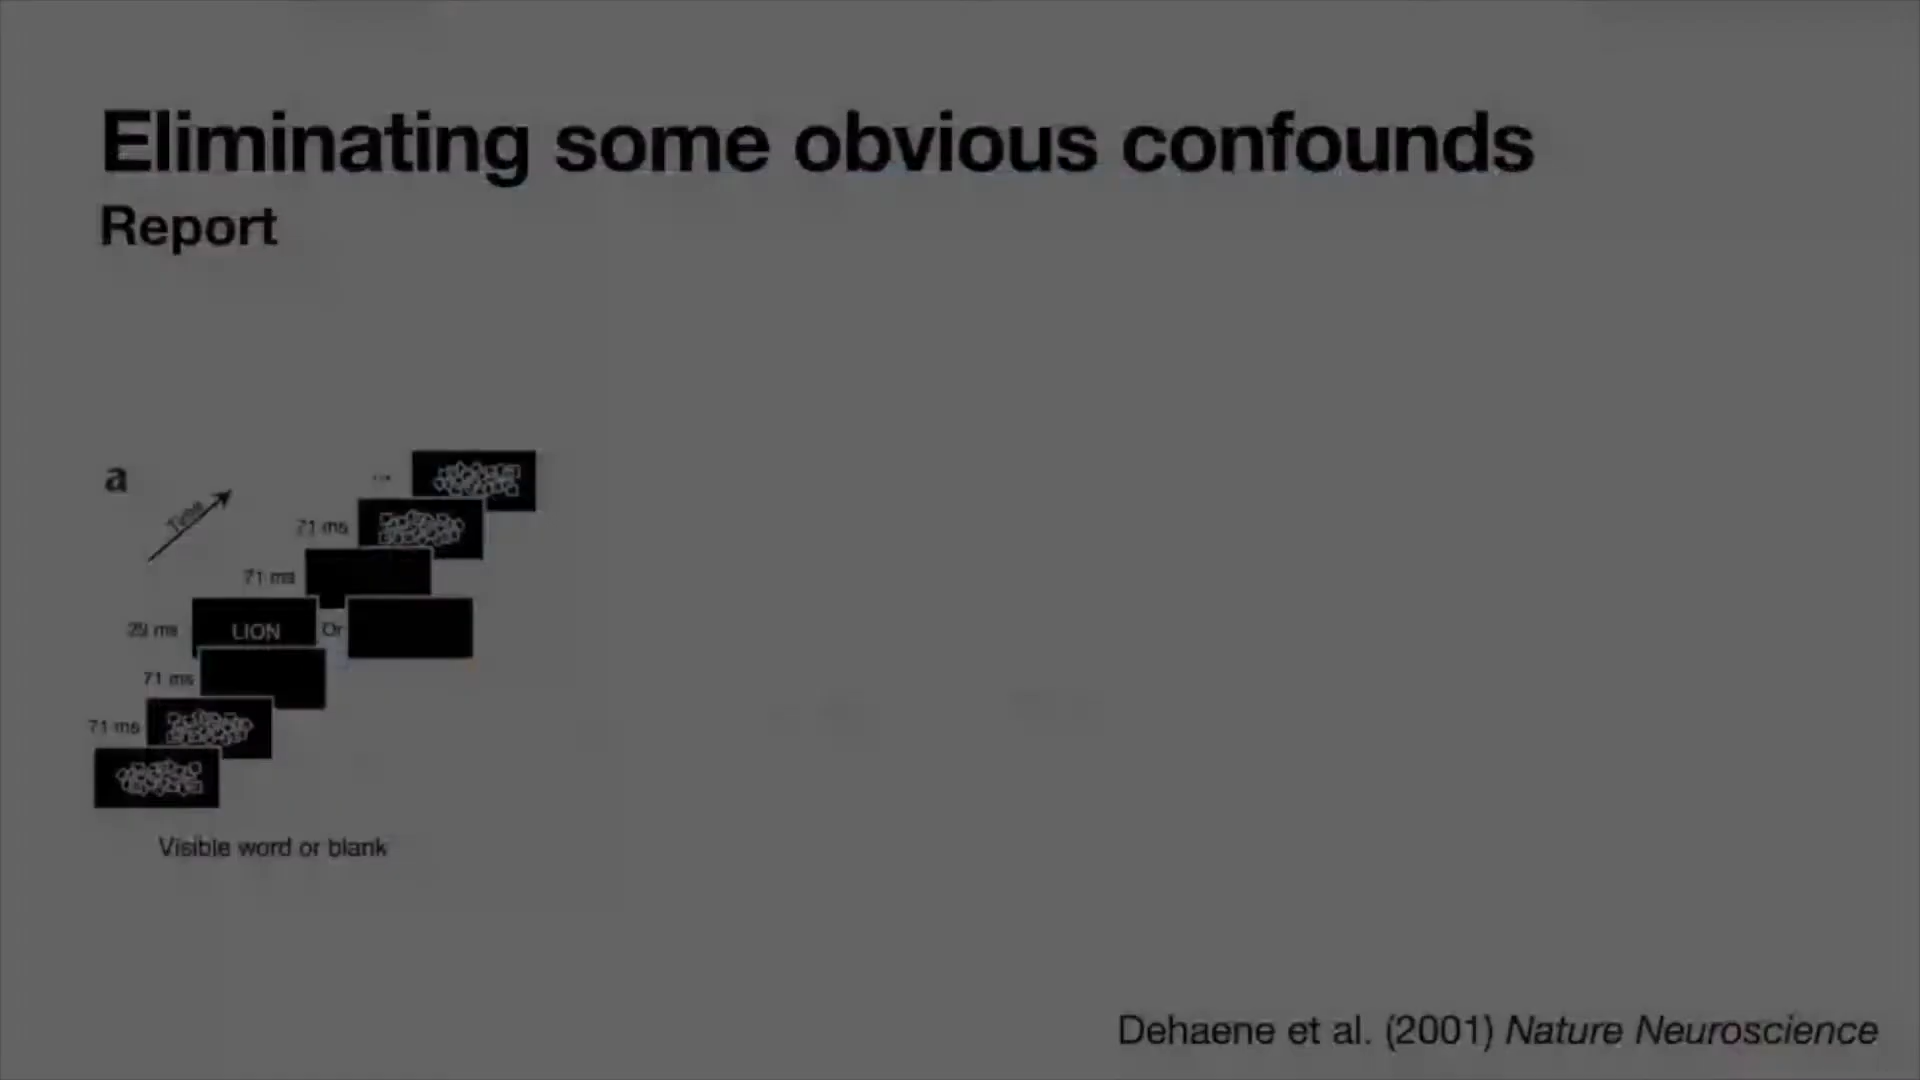 Eliminating some obvious confounds
Report
a
Time
...
71 ms
71 ms
29 ms
LION
Or
71 ms
71 ms
Visible word or blank
Dehaene et al. (2001) Nature Neuroscience